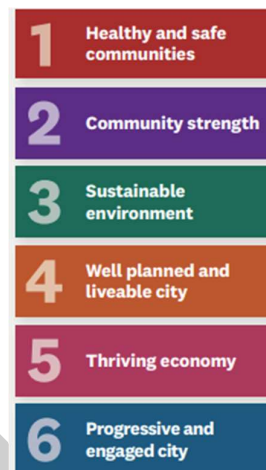 1
Healthy and safe
communities
2
Community strength
3
Sustainable
environment
4
Well planned and
liveable city
5
Thriving economy
6
Progressive and
engaged city